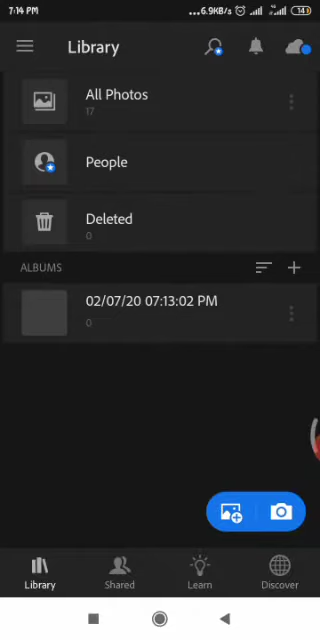 7:14 PM
...6.9KB/s
14
Library
All Photos
17
People
Deleted
0
ALBUMS
02/07/20 07:13:02 PM
0
Library
Shared
Learn
Discover